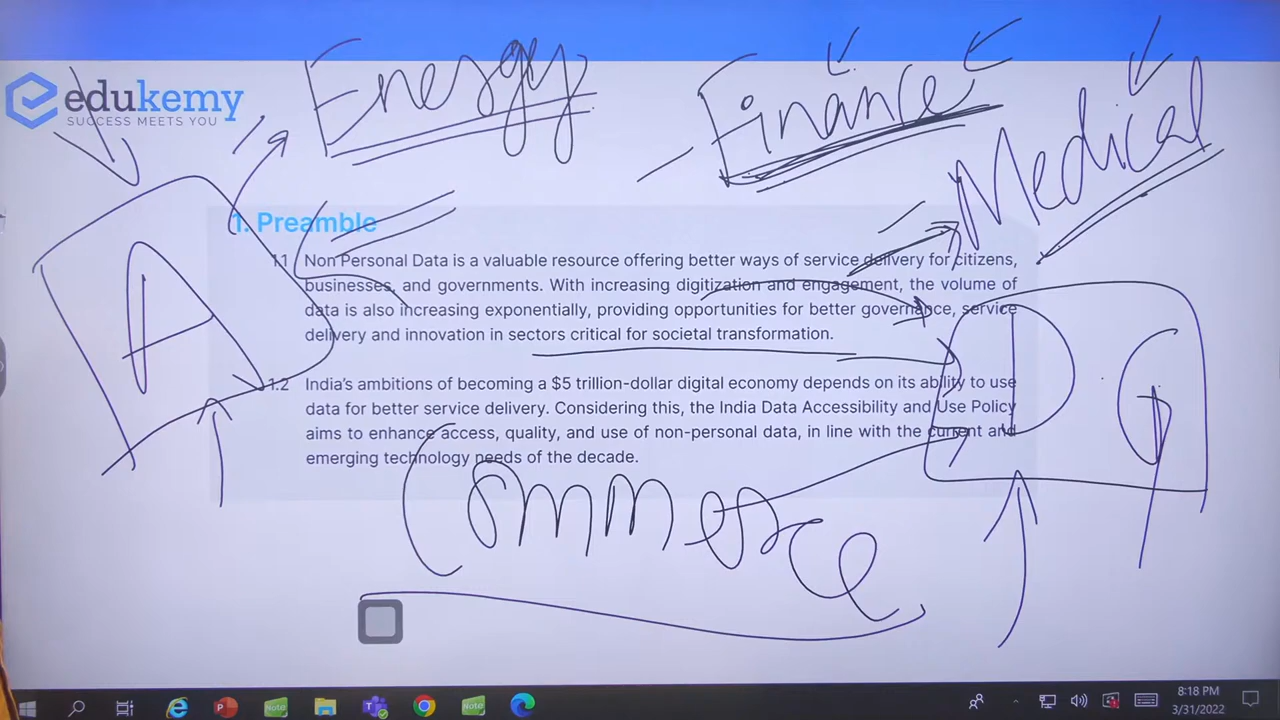 Energy
Finance
Medical
edukemy
SUCCESS MEETS YOU
A
1. Preamble
1.1 Non Personal Data is a valuable resource offering better ways of service delivery for citizens,
businesses, and governments. With increasing digitization and engagement, the volume of
data is also increasing exponentially, providing opportunities for better governance, service
delivery and innovation in sectors critical for societal transformation.
1.2 India's ambitions of becoming a $5 trillion-dollar digital economy depends on its ability to use
data for better service delivery. Considering this, the India Data Accessibility and Use Policy
aims to enhance access, quality, and use of non-personal data, in line with the current and
emerging technology needs of the decade.
D
Commerce
8:18 PM
3/31/2022